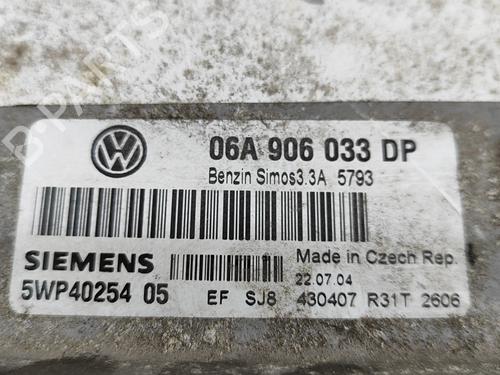 06A 906 033 DP
Benzin Simos3.3A 5793
SIEMENS
Made in Czech Rep.
22.07.04
5WP40254 05
EF SJ8 430407 R31T 2606
B-PARTS